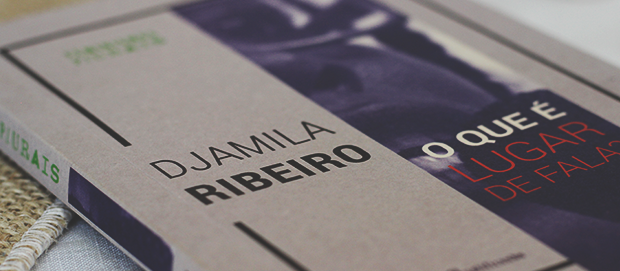 DJAMILA
RIBEIRO
O QUE É
LUGAR
DE FALA?
PLURAIS